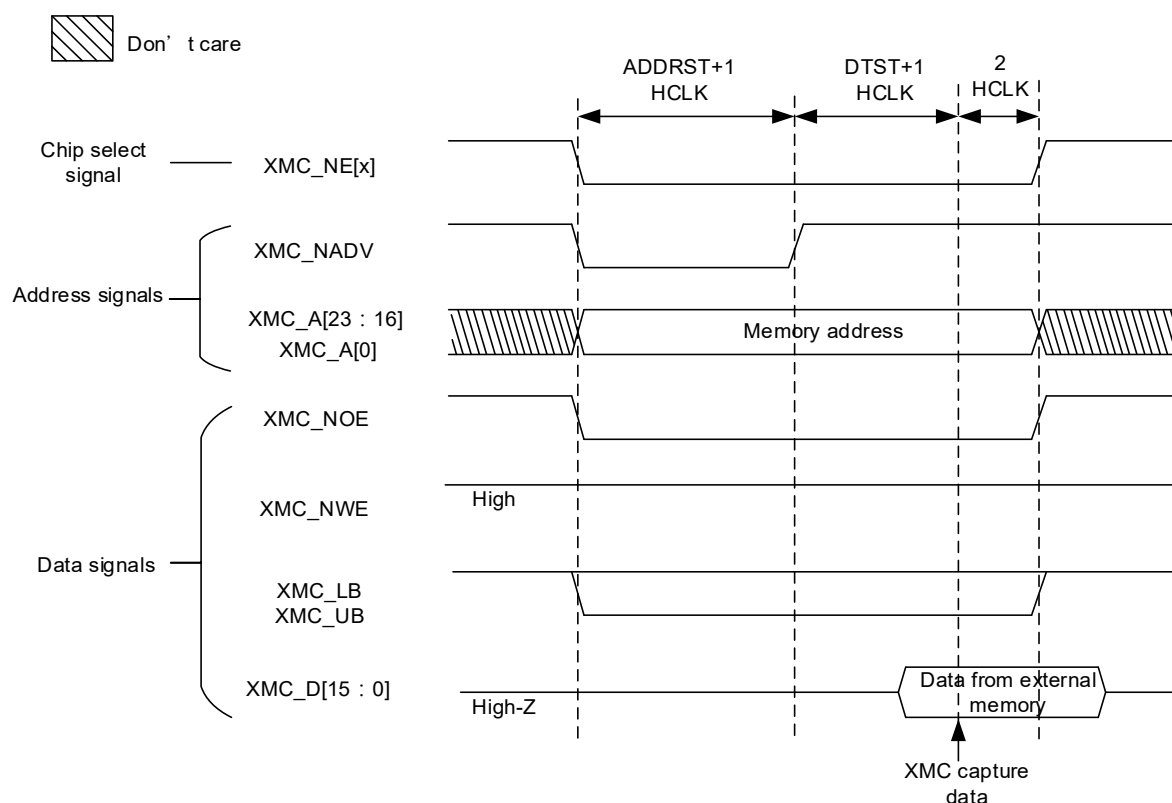 Don’ t care
ADDRST+1
HCLK
DTST+1
HCLK
2
HCLK
Chip select
signal
XMC_NE[x]
XMC_NADV
Address signals
XMC_A[23 : 16]
XMC_A[0]
Memory address
XMC_NOE
High
XMC_NWE
Data signals
XMC_LB
XMC_UB
XMC_D[15 : 0]
High-Z
Data from external
memory
XMC capture
data